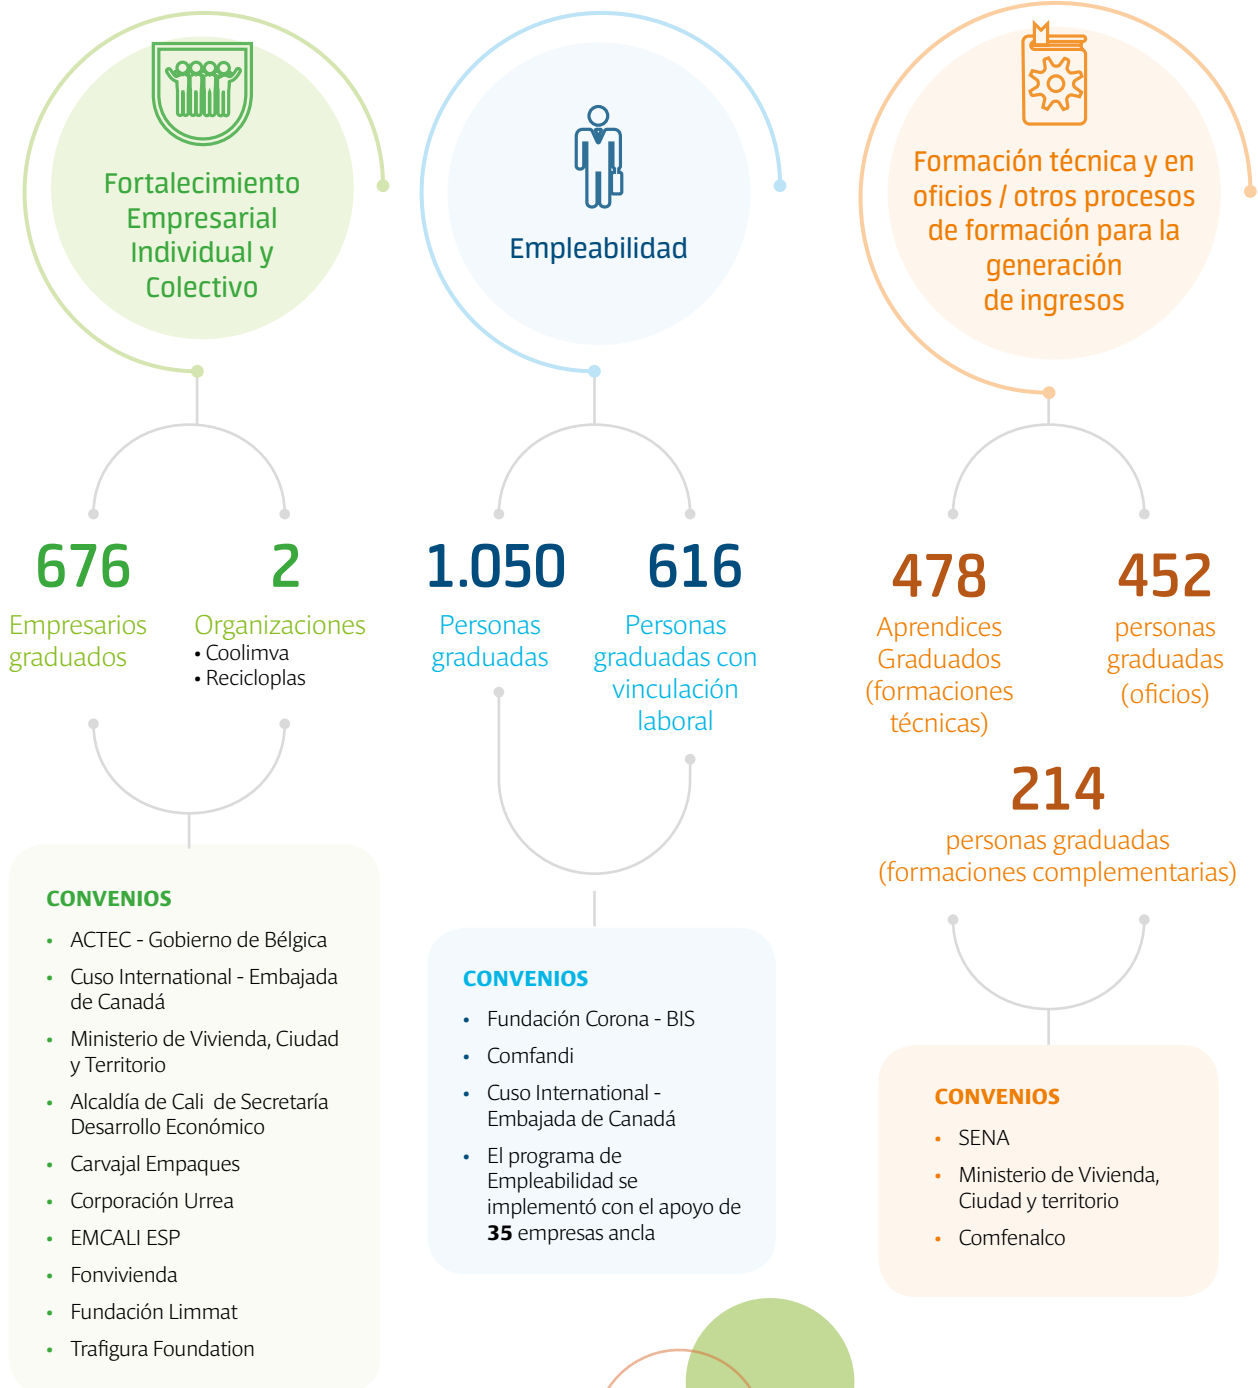 Fortalecimiento
Empresarial
Individual y
Colectivo
676
Empresarios
graduados
2
Organizaciones
• Coolimva
• Recicloplas
CONVENIOS
• ACTEC - Gobierno de Bélgica
• Cuso International - Embajada
de Canadá
• Ministerio de Vivienda, Ciudad
y Territorio
• Alcaldía de Cali de Secretaría
Desarrollo Económico
• Carvajal Empaques
• Corporación Urrea
• EMCALI ESP
• Fonvivienda
• Fundación Limmat
• Trafigura Foundation
Empleabilidad
1.050
Personas
graduadas
616
Personas
graduadas con
vinculación
laboral
CONVENIOS
• Fundación Corona - BIS
• Comfandi
• Cuso International -
Embajada de Canadá
• El programa de
Empleabilidad se
implementó con el apoyo de
35 empresas ancla
Formación técnica y en
oficios / otros procesos
de formación para la
generación
de ingresos
478
Aprendices
Graduados
(formaciones
técnicas)
452
personas
graduadas
(oficios)
214
personas graduadas
(formaciones complementarias)
CONVENIOS
• SENA
• Ministerio de Vivienda,
Ciudad y territorio
• Comfenalco